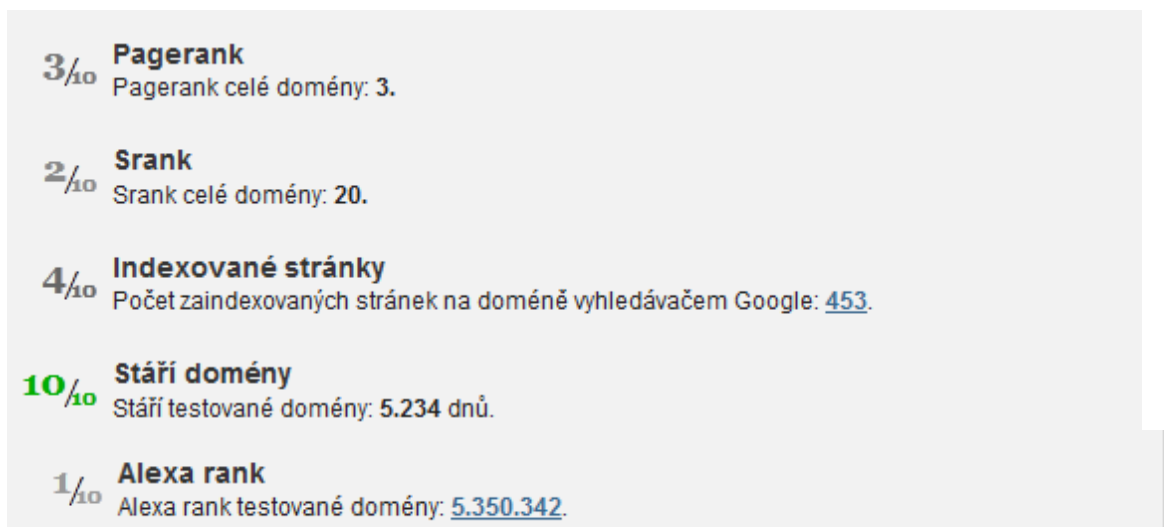 3/10 Pagerank
Pagerank celé domény: 3.
2/10 Srank
Srank celé domény: 20.
4/10 Indexované stránky
Počet zaindexovaných stránek na doméně vyhledávačem Google: 453.
10/10 Stáří domény
Stáří testované domény: 5.234 dnů.
1/10 Alexa rank
Alexa rank testované domény: 5.350.342.